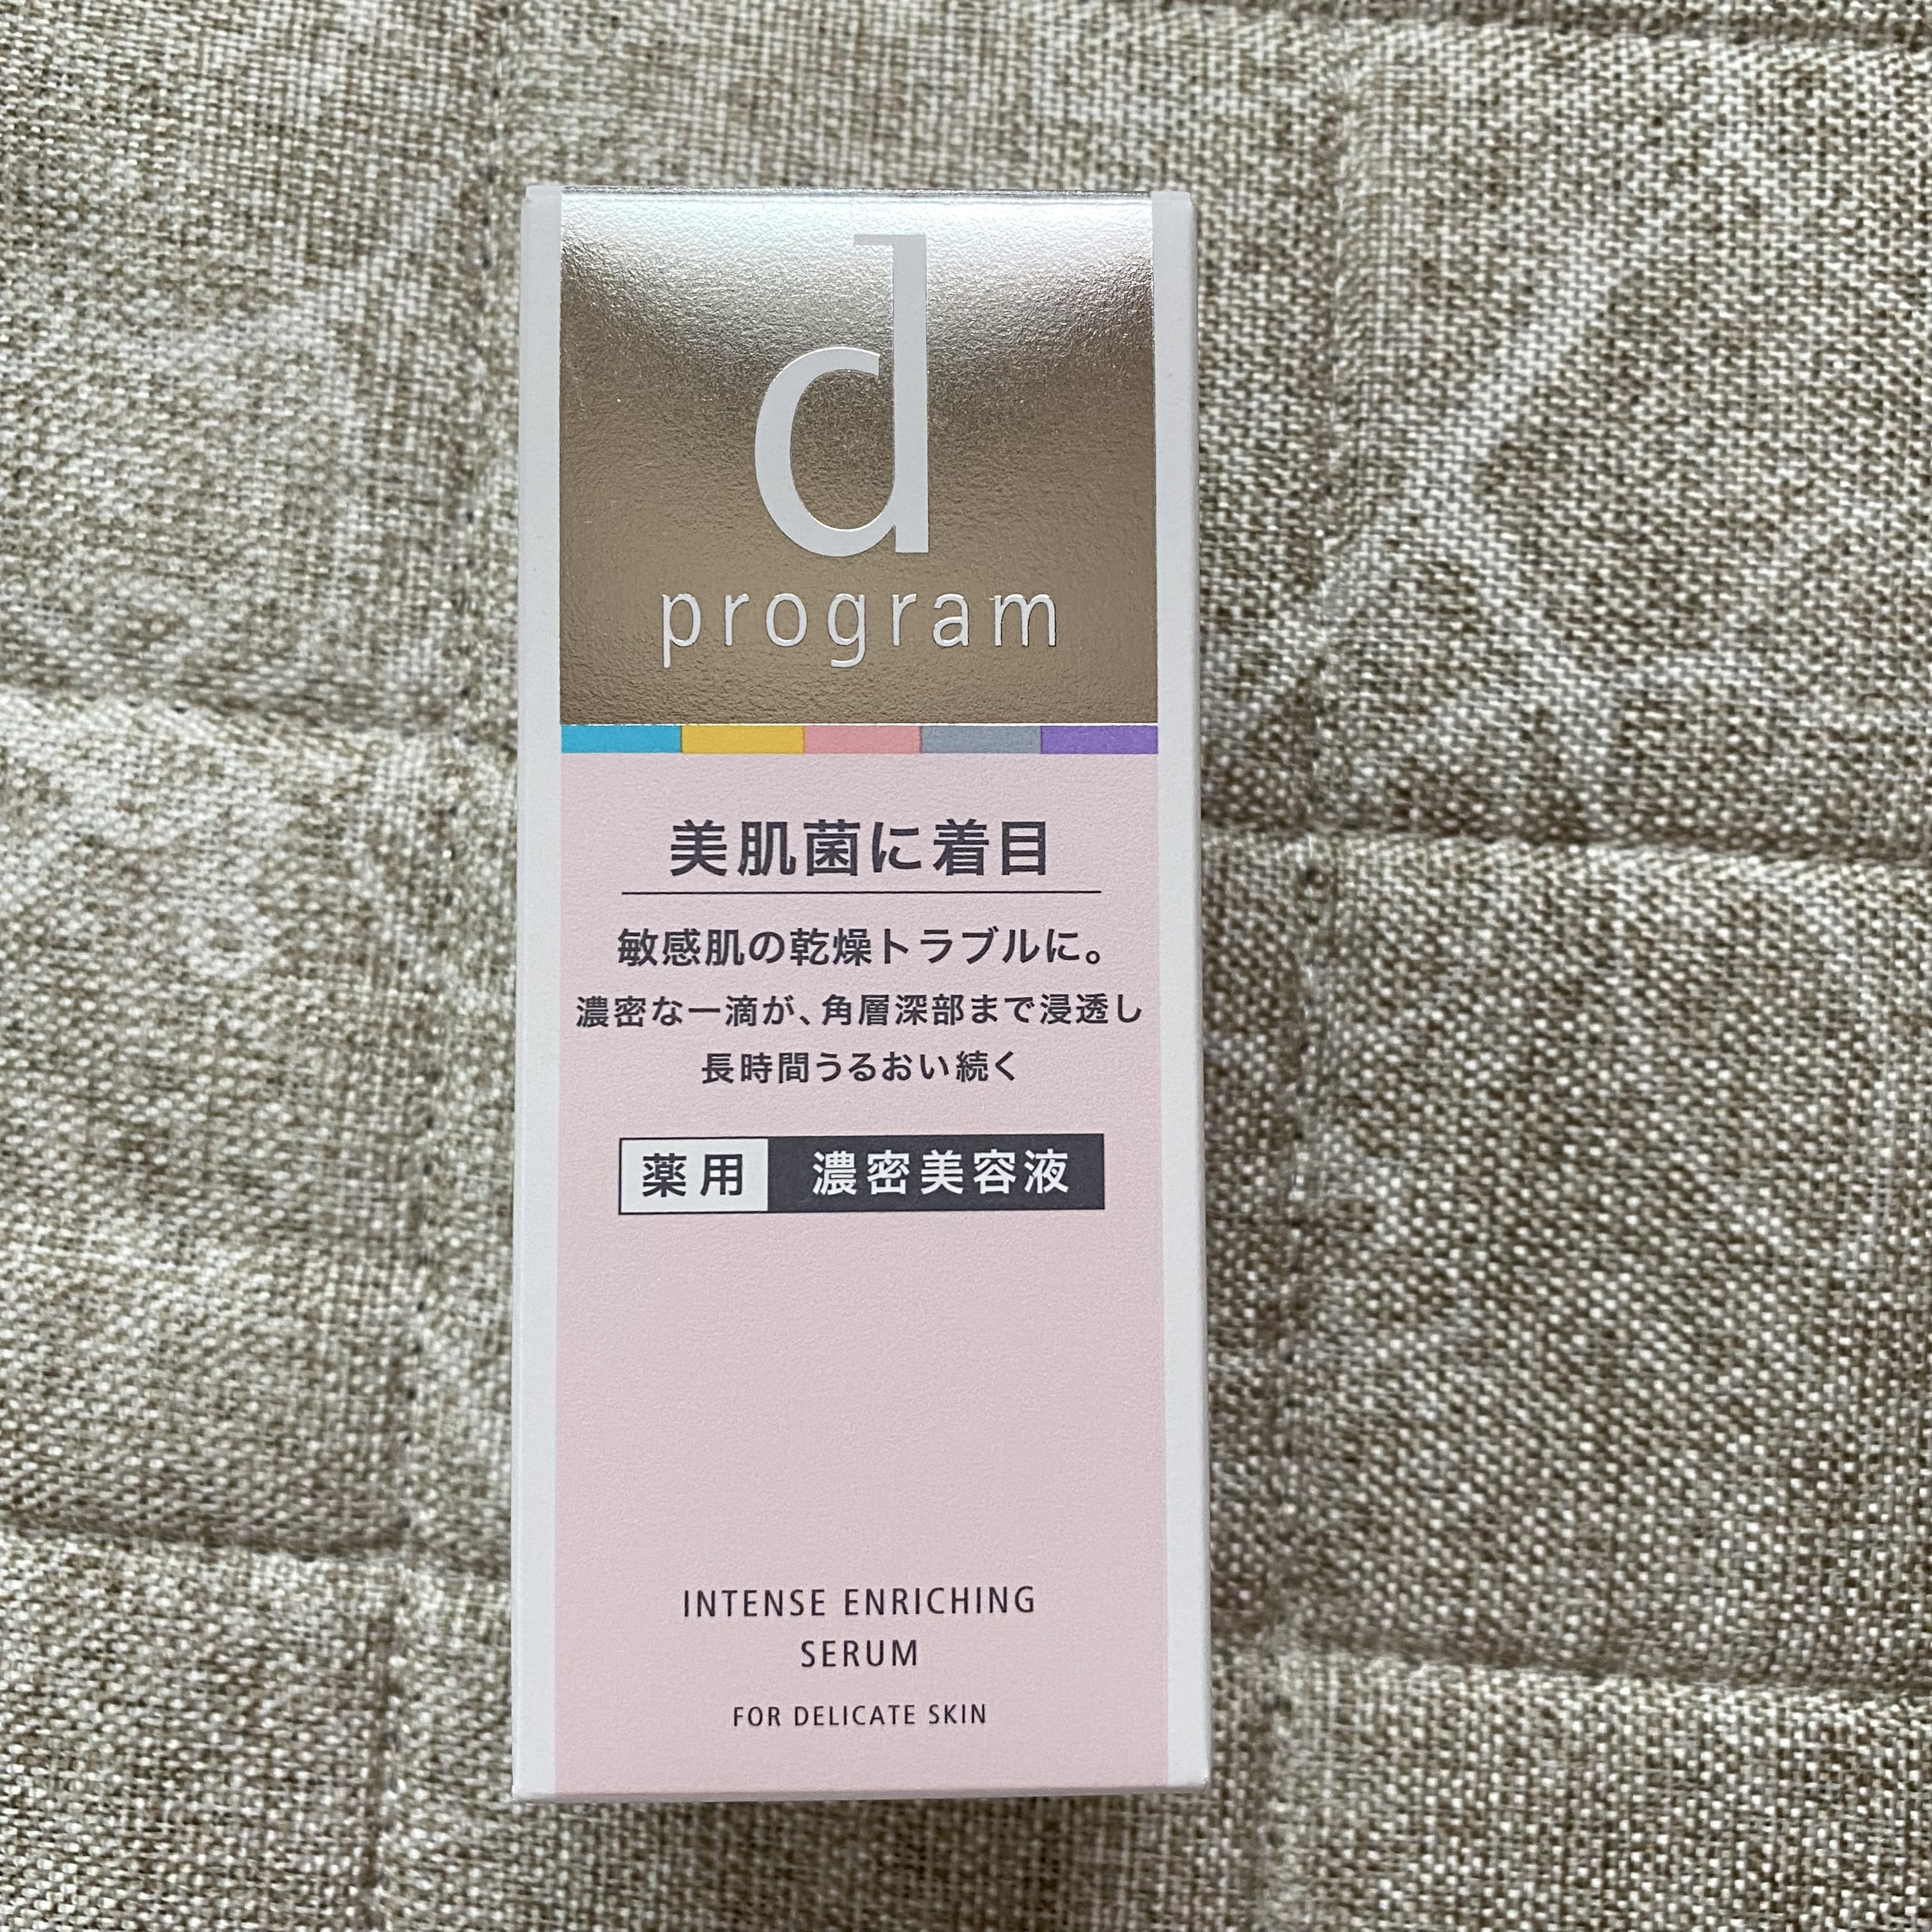 d
program
美肌菌に着目
敏感肌の乾燥トラブルに。
濃密な一滴が、角層深部まで浸透し
長時間うるおい続く
薬用 濃密美容液
INTENSE ENRICHING
SERUM
FOR DELICATE SKIN